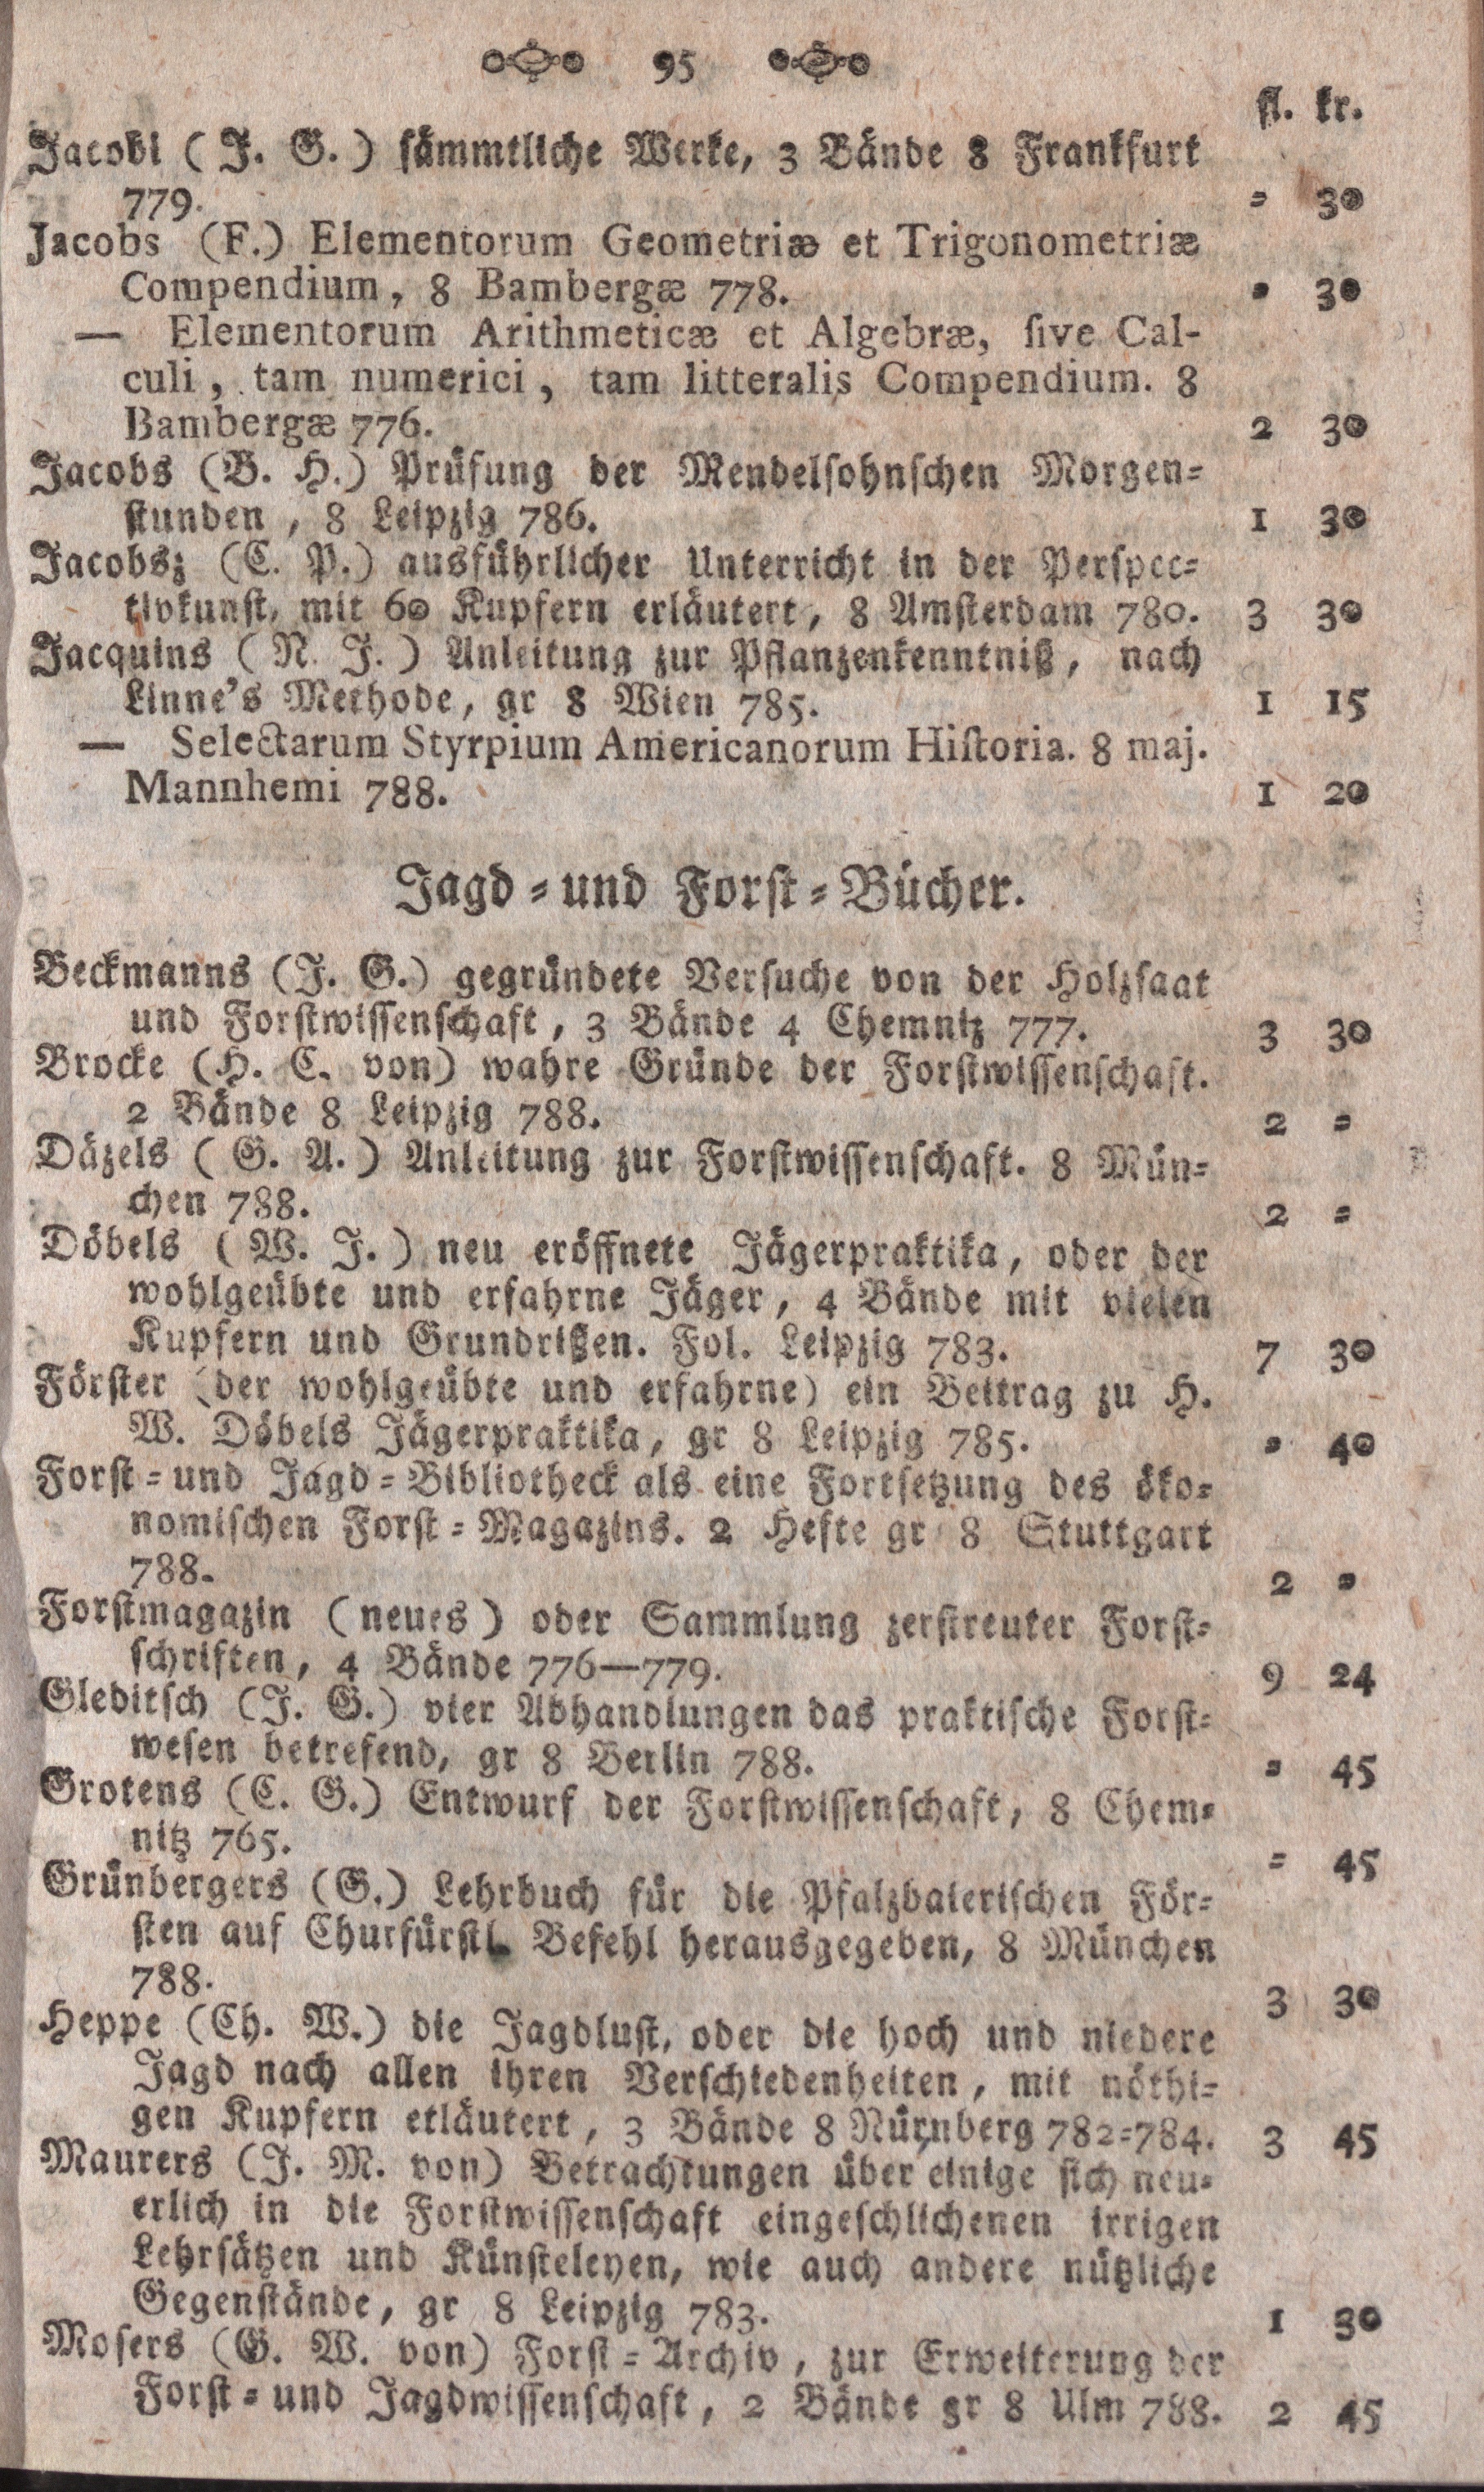 95
fl. kr.
Jacobi (J. G.) sämmtliche Werke, 3 Bände 8 Frankfurt
779. = 30
Jacobs (F.) Elementorum Geometriæ et Trigonometriæ
Compendium, 8 Bambergæ 778. = 30
— Elementorum Arithmeticæ et Algebræ, ſive Cal-
culi, tam numerici, tam litteralis Compendium. 8
Bambergæ 776. 2 30
Jacobs (B. H.) Prüfung der Mendelsohnschen Morgen=
stunden, 8 Leipzig 786. 1 30
Jacobsz (C. P.) ausführlicher Unterricht in der Perspec=
tivkunst, mit 60 Kupfern erläutert, 8 Amsterdam 780. 3 30
Jacquins (N. J.) Anleitung zur Pflanzenkenntniß, nach
Linne's Methode, gr 8 Wien 785. 1 15
— Selectarum Styrpium Americanorum Hiſtoria. 8 maj.
Mannhemi 788. 1 20
Jagd = und Forst = Bücher.
Beckmanns (J. G.) gegründete Versuche von der Holzsaat
und Forstwissenschaft, 3 Bände 4 Chemnitz 777. 3 30
Brocke (H. C. von) wahre Gründe der Forstwissenschaft.
2 Bände 8 Leipzig 788. 2 =
Däzels (G. A.) Anleitung zur Forstwissenschaft. 8 Mün=
chen 788. 2 =
Döbels (W. J.) neu eröffnete Jägerpraktika, oder der
wohlgeübte und erfahrne Jäger, 4 Bände mit vielen
Kupfern und Grundrißen. Fol. Leipzig 783. 7 30
Förster (der wohlgeübte und erfahrne) ein Beitrag zu H.
W. Döbels Jägerpraktika, gr 8 Leipzig 785. = 40
Forst = und Jagd = Bibliotheck als eine Fortsetzung des öko=
nomischen Forst = Magazins. 2 Hefte gr 8 Stuttgart
788. 2 =
Forstmagazin (neues) oder Sammlung zerstreuter Forst=
schriften, 4 Bände 776—779. 9 24
Gleditsch (J. G.) vier Abhandlungen das praktische Forst=
wesen betrefend, gr 8 Berlin 788. = 45
Grotens (C. G.) Entwurf der Forstwissenschaft, 8 Chem=
nitz 765. = 45
Grünbergers (G.) Lehrbuch für die Pfalzbaierischen För=
sten auf Churfürstl. Befehl herausgegeben, 8 München
788. 3 30
Heppe (Ch. W.) die Jagdlust, oder die hoch und niedere
Jagd nach allen ihren Verschiedenheiten, mit nöthi=
gen Kupfern etläutert, 3 Bände 8 Nürnberg 782=784. 3 45
Maurers (J. M. von) Betrachtungen über einige sich neu=
erlich in die Forstwissenschaft eingeschlichenen irrigen
Lehrsätzen und Künsteleyen, wie auch andere nützliche
Gegenstände, gr 8 Leipzig 783. 1 30
Mosers (G. W. von) Forst = Archiv, zur Erweiterung der
Forst = und Jagdwissenschaft, 2 Bände gr 8 Ulm 788. 2 45